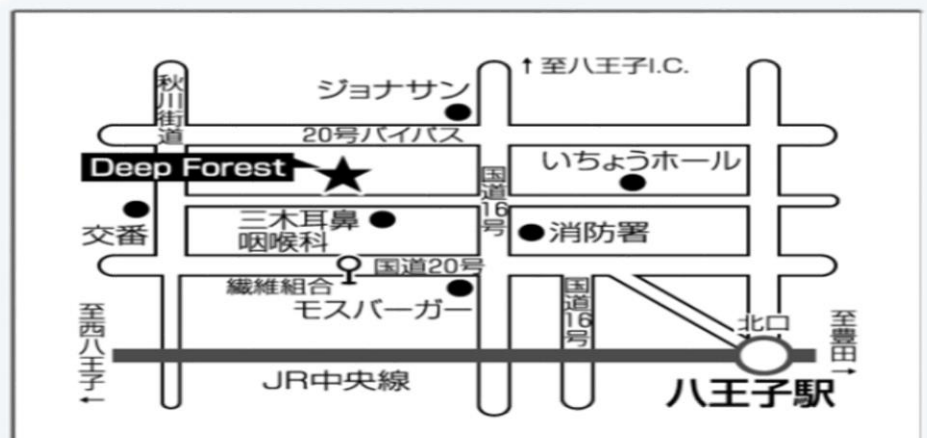 秋川街道
ジョナサン
↑至八王子I.C.
20号バイパス
Deep Forest
いちょうホール
国道16号
交番
三木耳鼻
咽喉科
消防署
国道20号
繊維組合
モスバーガー
国道16号
北口
至西八王子←
至豊田→
JR中央線
八王子駅